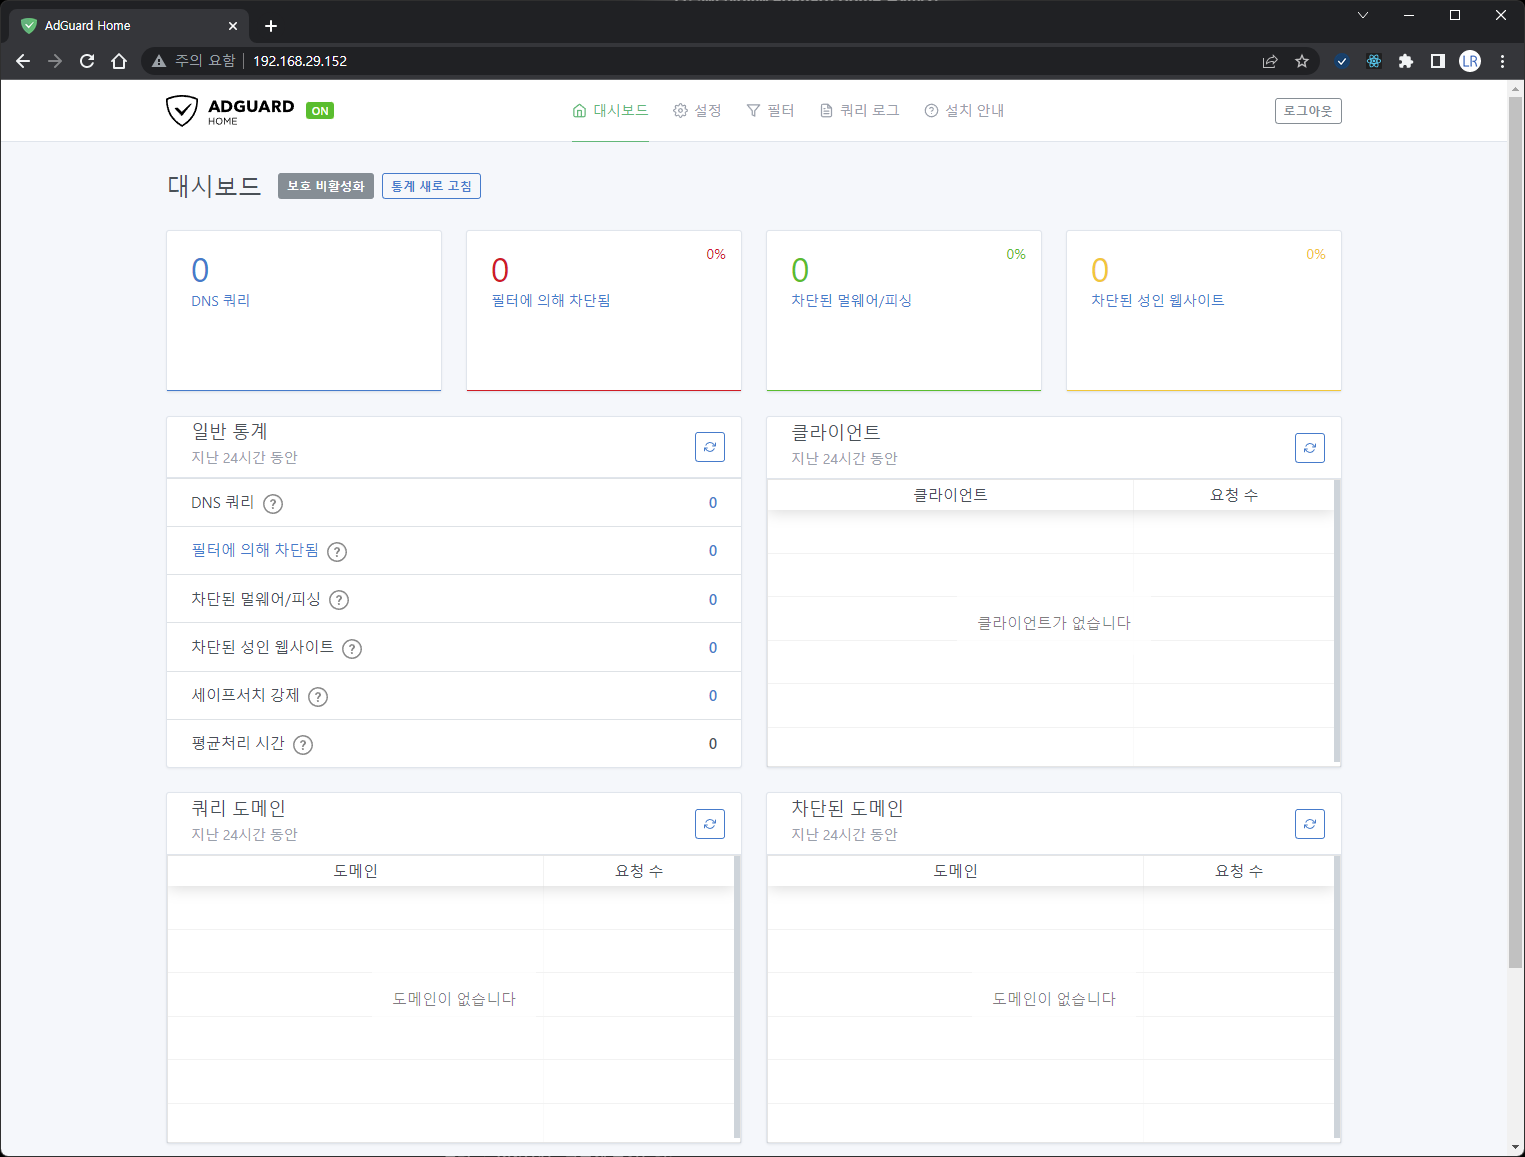 AdGuard Home
주의 요함 192.168.29.152
LR
ADGUARD
HOME
ON
대시보드 설정 필터 쿼리 로그 설치 안내
로그아웃
대시보드 보호 비활성화 통계 새로 고침
0
DNS 쿼리
0%
0
필터에 의해 차단됨
0%
0
차단된 멀웨어/피싱
0%
0
차단된 성인 웹사이트
일반 통계
지난 24시간 동안
DNS 쿼리 ? 0
필터에 의해 차단됨 ? 0
차단된 멀웨어/피싱 ? 0
차단된 성인 웹사이트 ? 0
세이프서치 강제 ? 0
평균처리 시간 ? 0
클라이언트
지난 24시간 동안
클라이언트 요청 수
클라이언트가 없습니다
쿼리 도메인
지난 24시간 동안
도메인 요청 수
도메인이 없습니다
차단된 도메인
지난 24시간 동안
도메인 요청 수
도메인이 없습니다